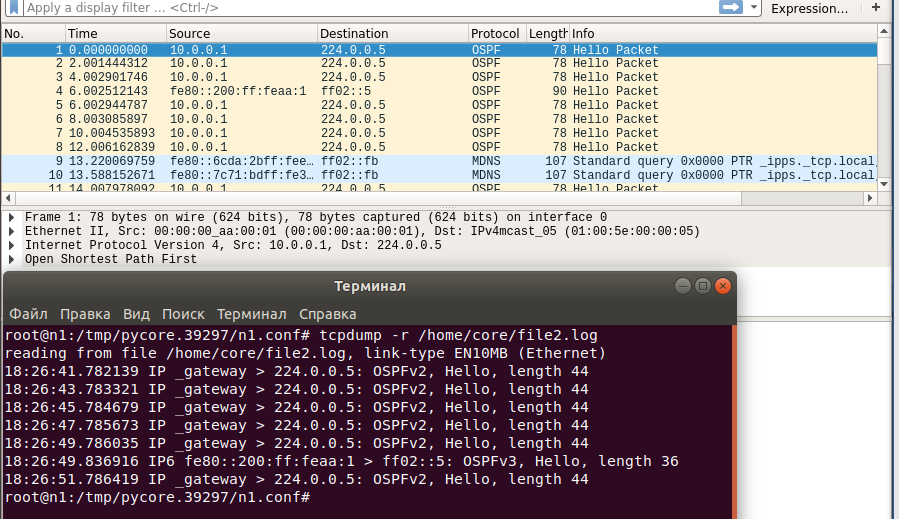 Apply a display filter ... <Ctrl-/> Expression... +
No. Time Source Destination Protocol Length Info
1 0.000000000 10.0.0.1 224.0.0.5 OSPF 78 Hello Packet
2 2.001444312 10.0.0.1 224.0.0.5 OSPF 78 Hello Packet
3 4.002901746 10.0.0.1 224.0.0.5 OSPF 78 Hello Packet
4 6.002512143 fe80::200:ff:feaa:1 ff02::5 OSPF 90 Hello Packet
5 6.002944787 10.0.0.1 224.0.0.5 OSPF 78 Hello Packet
6 8.003085897 10.0.0.1 224.0.0.5 OSPF 78 Hello Packet
7 10.004535893 10.0.0.1 224.0.0.5 OSPF 78 Hello Packet
8 12.006162839 10.0.0.1 224.0.0.5 OSPF 78 Hello Packet
9 13.220069759 fe80::6cda:2bff:fee… ff02::fb MDNS 107 Standard query 0x0000 PTR _ipps._tcp.local,
10 13.588152671 fe80::7c71:bdff:fe3… ff02::fb MDNS 107 Standard query 0x0000 PTR _ipps._tcp.local,
11 14.007978092 10.0.0.1 224.0.0.5 OSPF 78 Hello Packet
Frame 1: 78 bytes on wire (624 bits), 78 bytes captured (624 bits) on interface 0
Ethernet II, Src: 00:00:00_aa:00:01 (00:00:00:aa:00:01), Dst: IPv4mcast_05 (01:00:5e:00:00:05)
Internet Protocol Version 4, Src: 10.0.0.1, Dst: 224.0.0.5
Open Shortest Path First
Терминал
Файл Правка Вид Поиск Терминал Справка
root@n1:/tmp/pycore.39297/n1.conf# tcpdump -r /home/core/file2.log
reading from file /home/core/file2.log, link-type EN10MB (Ethernet)
18:26:41.782139 IP _gateway > 224.0.0.5: OSPFv2, Hello, length 44
18:26:43.783321 IP _gateway > 224.0.0.5: OSPFv2, Hello, length 44
18:26:45.784679 IP _gateway > 224.0.0.5: OSPFv2, Hello, length 44
18:26:47.785673 IP _gateway > 224.0.0.5: OSPFv2, Hello, length 44
18:26:49.786035 IP _gateway > 224.0.0.5: OSPFv2, Hello, length 44
18:26:49.836916 IP6 fe80::200:ff:feaa:1 > ff02::5: OSPFv3, Hello, length 36
18:26:51.786419 IP _gateway > 224.0.0.5: OSPFv2, Hello, length 44
root@n1:/tmp/pycore.39297/n1.conf#